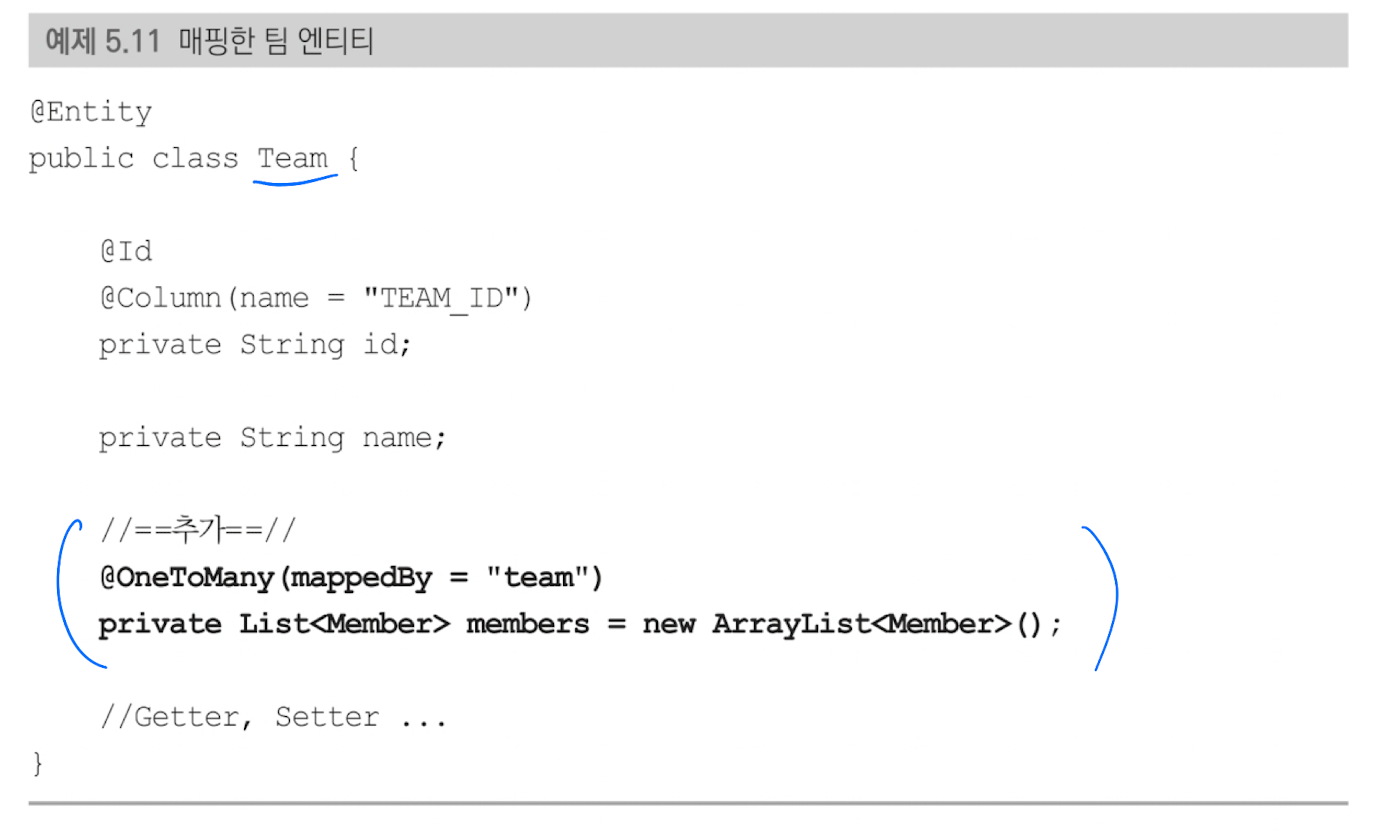 예제 5.11 매핑한 팀 엔티티
@Entity
public class Team {
@Id
@Column(name = "TEAM_ID")
private String id;
private String name;
//==추가==//
@OneToMany(mappedBy = "team")
private List<Member> members = new ArrayList<Member>();
//Getter, Setter ...
}